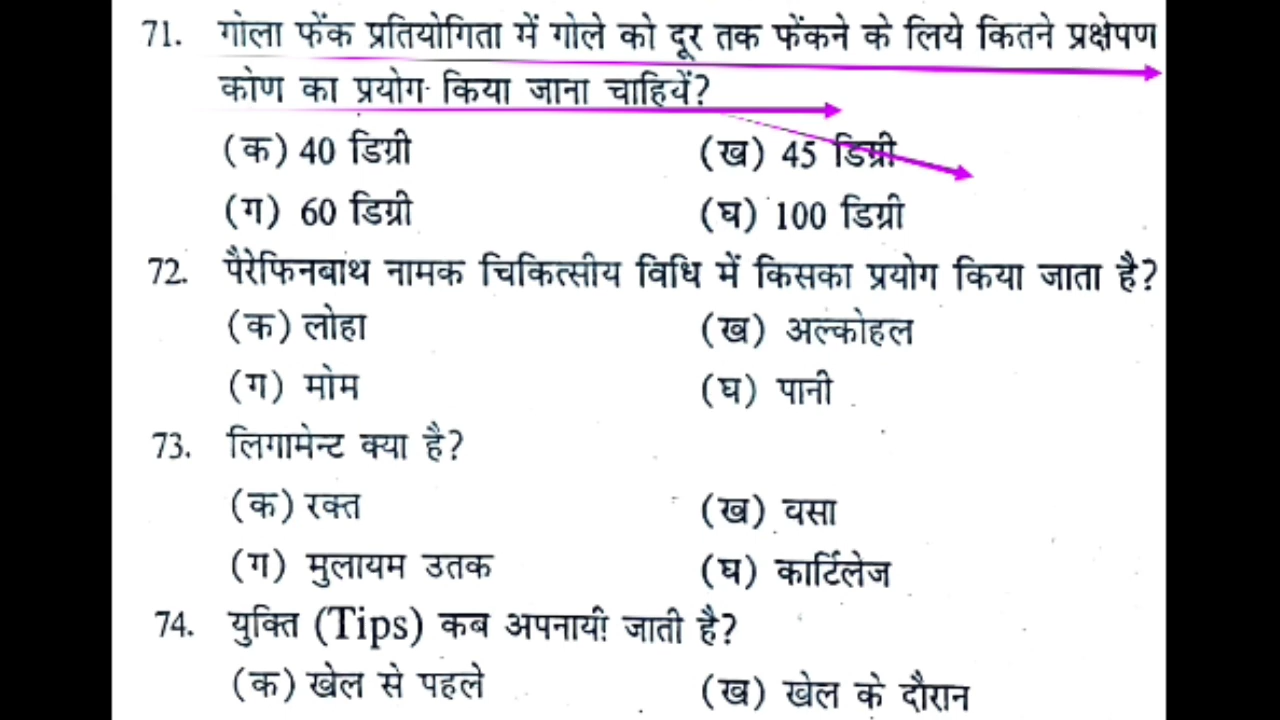 71. गोला फेंक प्रतियोगिता में गोले को दूर तक फेंकने के लिये कितने प्रक्षेपण
कोण का प्रयोग किया जाना चाहियें?
(क) 40 डिग्री (ख) 45 डिग्री
(ग) 60 डिग्री (घ) 100 डिग्री
72. पैरेफिनबाथ नामक चिकित्सीय विधि में किसका प्रयोग किया जाता है?
(क) लोहा (ख) अल्कोहल
(ग) मोम (घ) पानी
73. लिगामेन्ट क्या है?
(क) रक्त (ख) वसा
(ग) मुलायम उतक (घ) कार्टिलेज
74. युक्ति (Tips) कब अपनायी जाती है?
(क) खेल से पहले (ख) खेल के दौरान